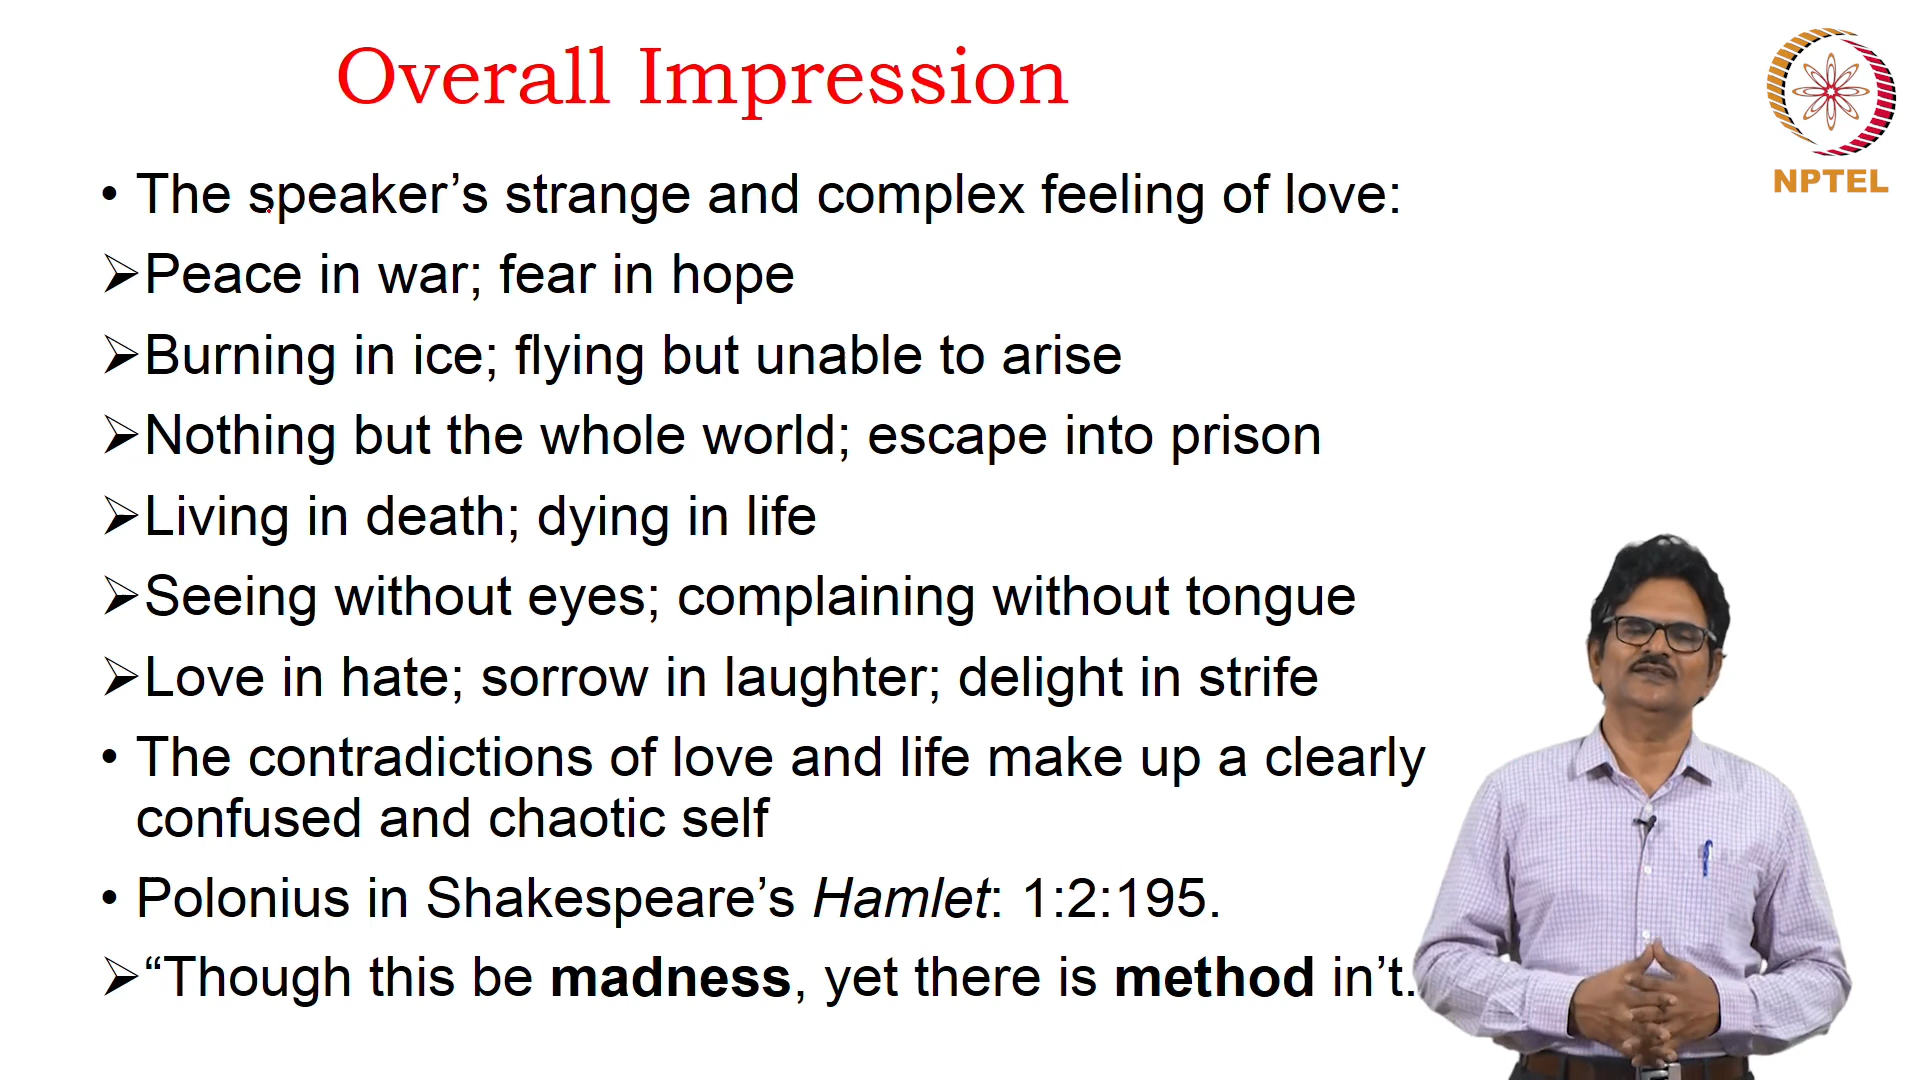 Overall Impression
NPTEL
• The speaker’s strange and complex feeling of love:
➢Peace in war; fear in hope
➢Burning in ice; flying but unable to arise
➢Nothing but the whole world; escape into prison
➢Living in death; dying in life
➢Seeing without eyes; complaining without tongue
➢Love in hate; sorrow in laughter; delight in strife
• The contradictions of love and life make up a clearly
confused and chaotic self
• Polonius in Shakespeare’s Hamlet: 1:2:195.
➢“Though this be madness, yet there is method in’t.